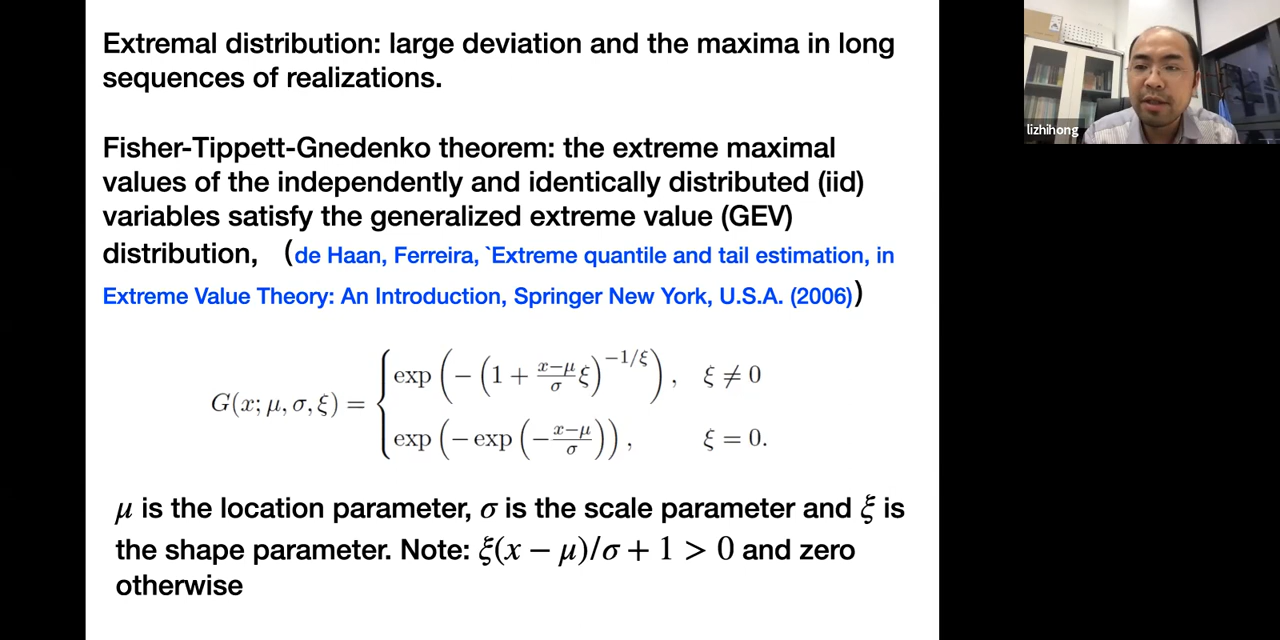 Extremal distribution: large deviation and the maxima in long
sequences of realizations.
Fisher-Tippett-Gnedenko theorem: the extreme maximal
values of the independently and identically distributed (iid)
variables satisfy the generalized extreme value (GEV)
distribution, (de Haan, Ferreira, `Extreme quantile and tail estimation, in
Extreme Value Theory: An Introduction, Springer New York, U.S.A. (2006))
G(x; μ, σ, ξ) = { exp (− (1 + (x−μ)/σ ξ)^(−1/ξ)), ξ ≠ 0
exp (− exp (−(x−μ)/σ)), ξ = 0.
μ is the location parameter, σ is the scale parameter and ξ is
the shape parameter. Note: ξ(x − μ)/σ + 1 > 0 and zero
otherwise
lizhihong